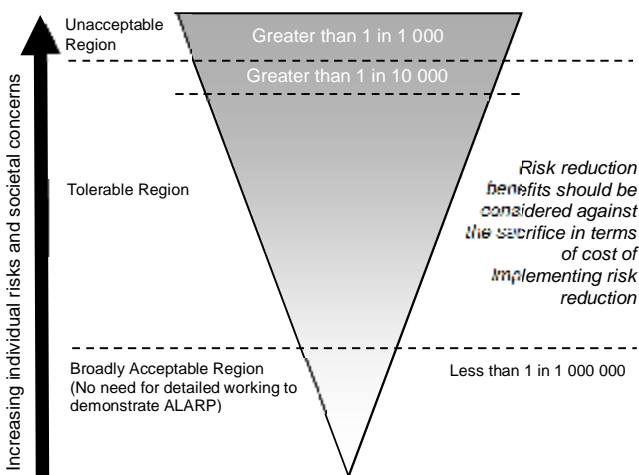 Unacceptable
Region
Greater than 1 in 1 000
Greater than 1 in 10 000
Increasing individual risks and societal concerns
Tolerable Region
Risk reduction
benefits should be
considered against
the sacrifice in terms
of cost of
Implementing risk
reduction
Broadly Acceptable Region
(No need for detailed working to
demonstrate ALARP)
Less than 1 in 1 000 000